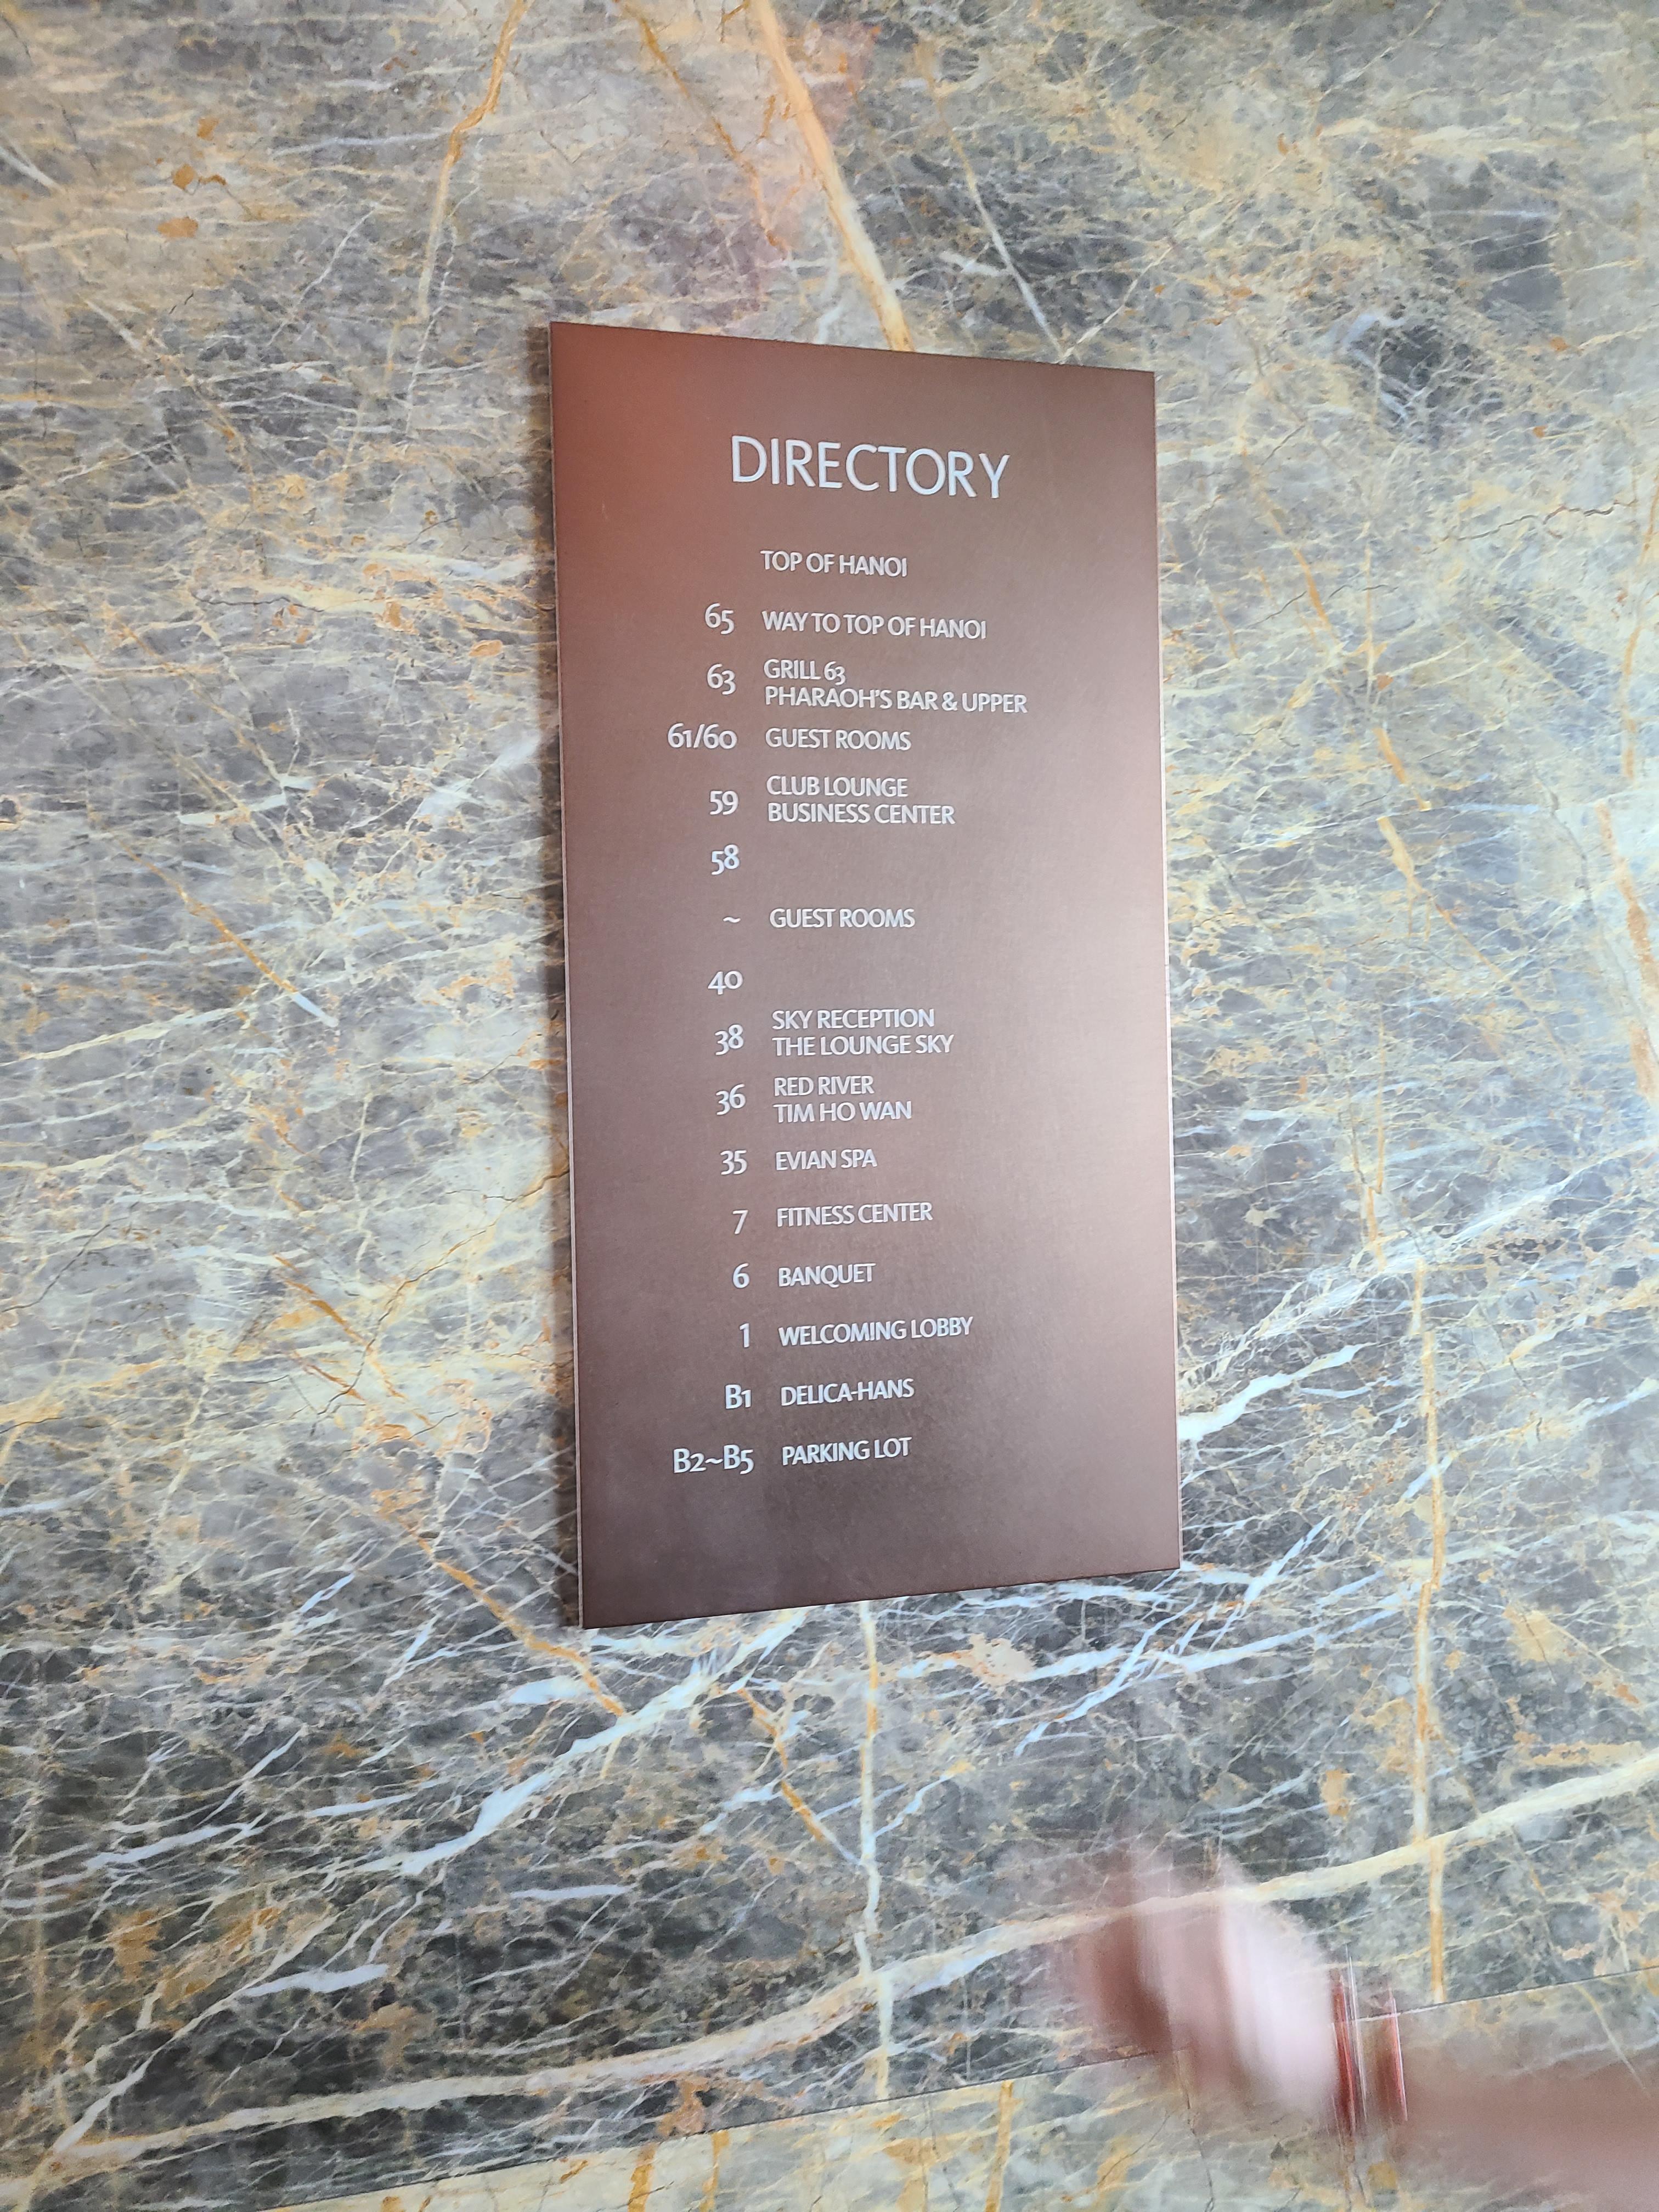 DIRECTORY
TOP OF HANOI
65 WAY TO TOP OF HANOI
63 GRILL 63
PHARAOH'S BAR & UPPER
61/60 GUEST ROOMS
59 CLUB LOUNGE
BUSINESS CENTER
58
~ GUEST ROOMS
40
38 SKY RECEPTION
THE LOUNGE SKY
36 RED RIVER
TIM HO WAN
35 EVIAN SPA
7 FITNESS CENTER
6 BANQUET
1 WELCOMING LOBBY
B1 DELICA-HANS
B2~B5 PARKING LOT